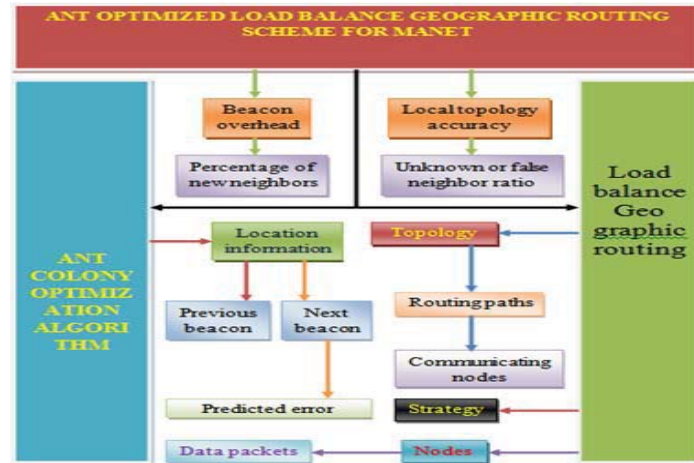 ANT OPTIMIZED LOAD BALANCE GEOGRAPHIC ROUTING
SCHEME FOR MANET
Beacon
overhead
Local topology
accuracy
Percentage of
new neighbors
Unknown or false
neighbor ratio
Load
balance
Geo
graphic
routing
ANT
COLONY
OPTIMIZ
ATION
ALGORI
THM
Location
information
Topology
Previous
beacon
Next
beacon
Routing paths
Communicating
nodes
Predicted error
Strategy
Data packets
Nodes